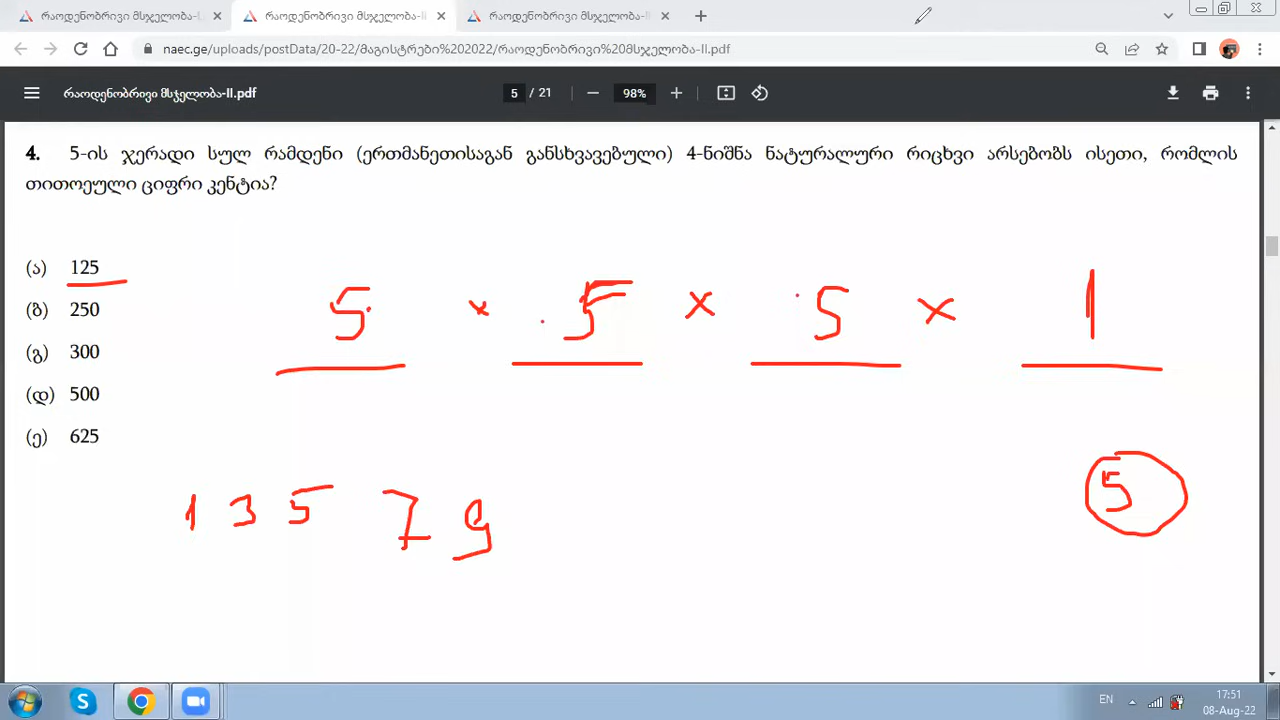 რაოდენობრივი მსჯელობა-I
რაოდენობრივი მსჯელობა-II
რაოდენობრივი მსჯელობა-I
naec.ge/uploads/postData/20-22/მაგისტრები%202022/რაოდენობრივი%20მსჯელობა-II.pdf
რაოდენობრივი მსჯელობა-II.pdf
5 / 21
98%
4. 5-ის ჯერადი სულ რამდენი (ერთმანეთისაგან განსხვავებული) 4-ნიშნა ნატურალური რიცხვი არსებობს ისეთი, რომლის
თითოეული ციფრი კენტია?
(ა) 125
(ბ) 250
(გ) 300
(დ) 500
(ე) 625
5 × 5 × 5 × 1
1 3 5 7 9
5
EN
17:51
08-Aug-22